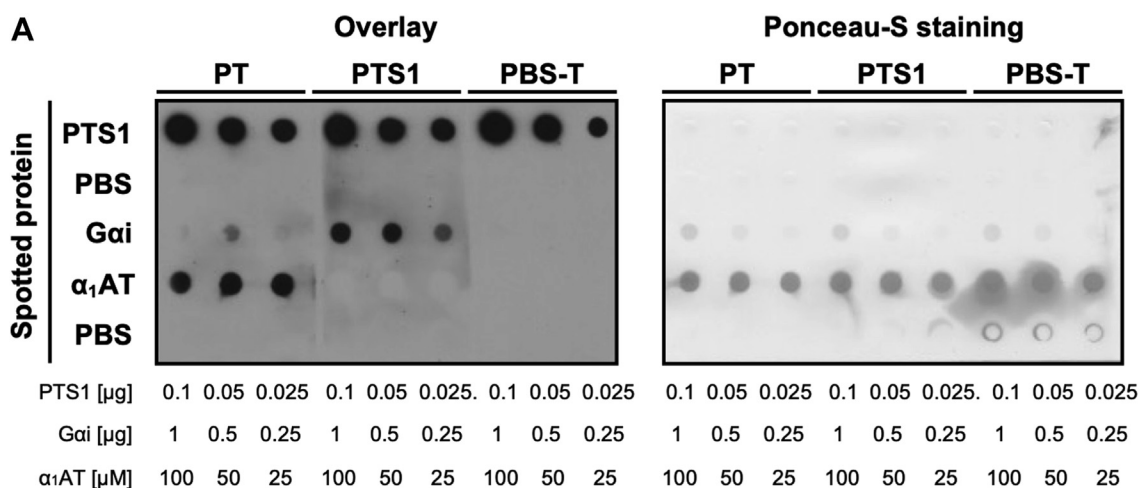 A
Overlay
Ponceau-S staining
PT PTS1 PBS-T
PT PTS1 PBS-T
Spotted protein
PTS1
PBS
Gαi
α₁AT
PBS
PTS1 [µg] 0.1 0.05 0.025 0.1 0.05 0.025. 0.1 0.05 0.025 0.1 0.05 0.025 0.1 0.05 0.025. 0.1 0.05 0.025
Gαi [µg] 1 0.5 0.25 1 0.5 0.25 1 0.5 0.25 1 0.5 0.25 1 0.5 0.25 1 0.5 0.25
α₁AT [µM] 100 50 25 100 50 25 100 50 25 100 50 25 100 50 25 100 50 25